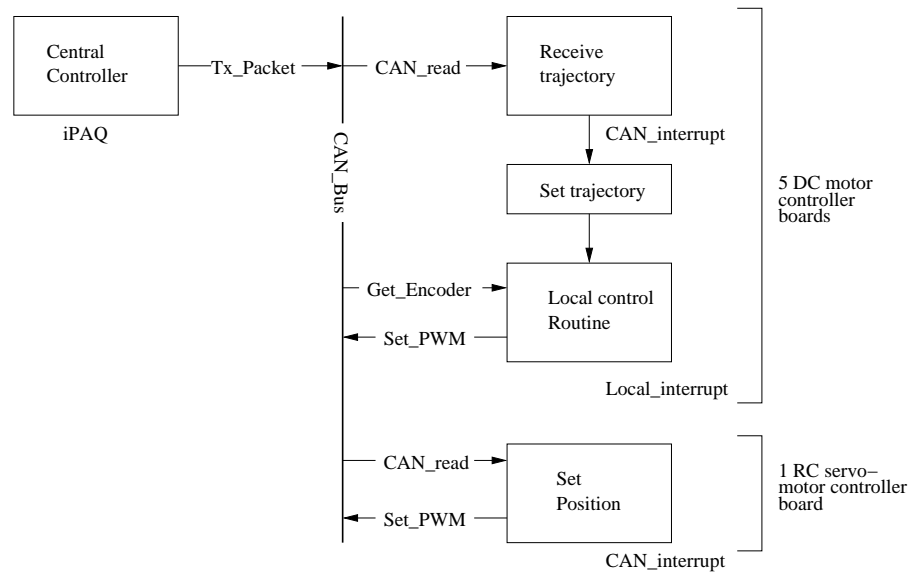 Central
Controller
iPAQ
Tx_Packet
CAN_Bus
CAN_read
Receive
trajectory
CAN_interrupt
Set trajectory
Get_Encoder
Set_PWM
Local control
Routine
Local_interrupt
5 DC motor
controller
boards
CAN_read
Set_PWM
Set
Position
CAN_interrupt
1 RC servo−
motor controller
board